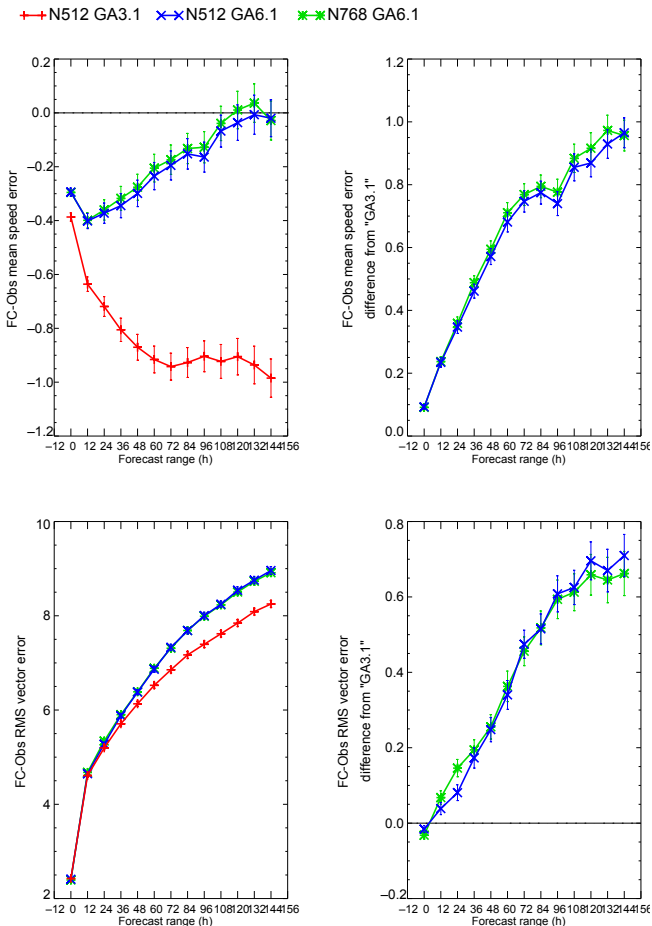 N512 GA3.1 N512 GA6.1 N768 GA6.1
FC-Obs mean speed error
0.2
0.0
−0.2
−0.4
−0.6
−0.8
−1.0
−1.2
−12 0 12 24 36 48 60 72 84 96 108 120 132 144 156
Forecast range (h)
FC-Obs mean speed error
difference from "GA3.1"
1.2
1.0
0.8
0.6
0.4
0.2
0.0
−12 0 12 24 36 48 60 72 84 96 108 120 132 144 156
Forecast range (h)
FC-Obs RMS vector error
10
8
6
4
2
−12 0 12 24 36 48 60 72 84 96 108 120 132 144 156
Forecast range (h)
FC-Obs RMS vector error
difference from "GA3.1"
0.8
0.6
0.4
0.2
0.0
−0.2
−12 0 12 24 36 48 60 72 84 96 108 120 132 144 156
Forecast range (h)